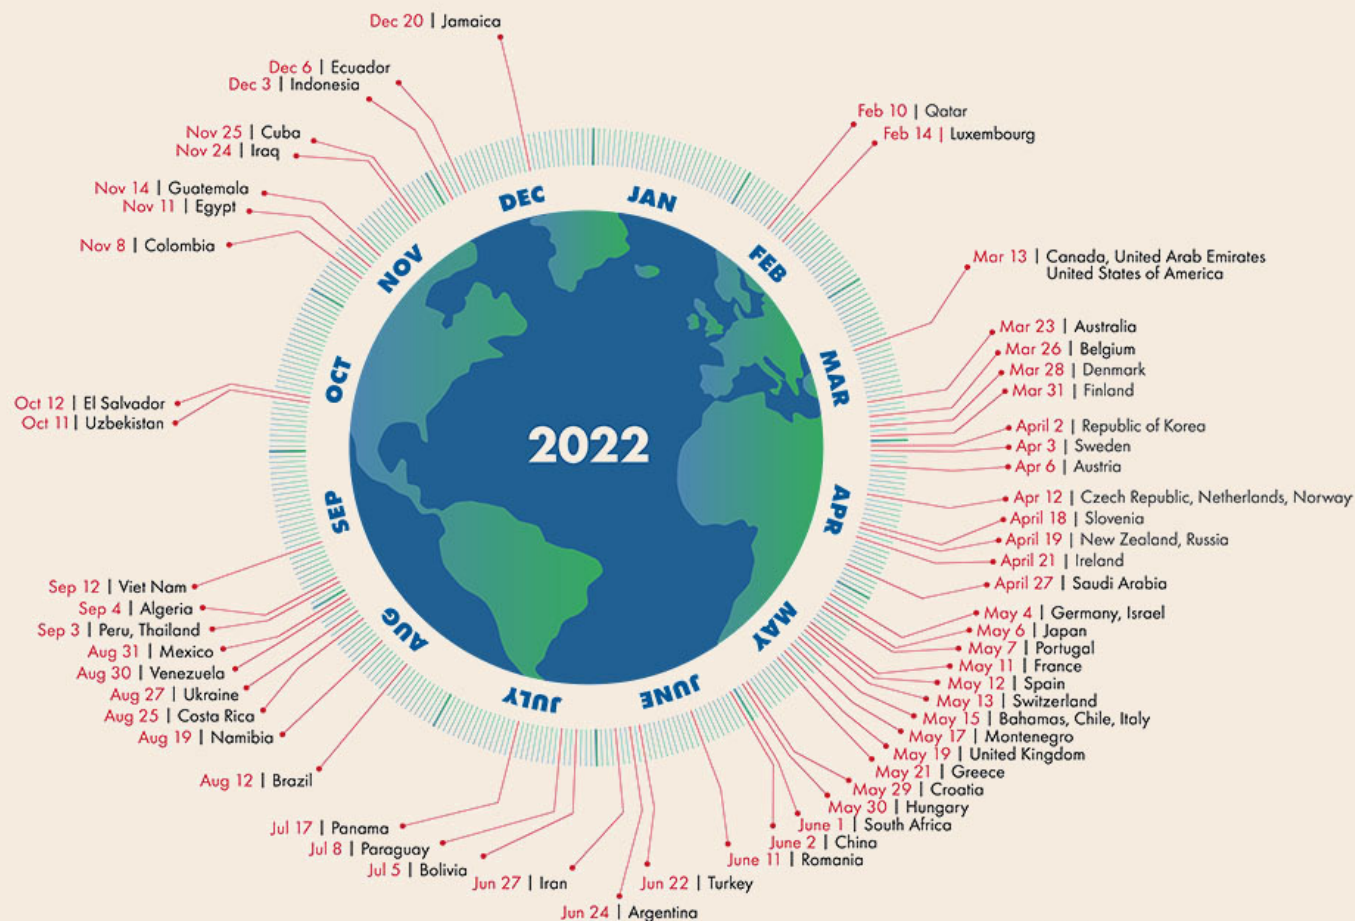 Dec 20 | Jamaica
Dec 6 | Ecuador
Dec 3 | Indonesia
Nov 25 | Cuba
Nov 24 | Iraq
Nov 14 | Guatemala
Nov 11 | Egypt
Nov 8 | Colombia
Oct 12 | El Salvador
Oct 11 | Uzbekistan
Sep 12 | Viet Nam
Sep 4 | Algeria
Sep 3 | Peru, Thailand
Aug 31 | Mexico
Aug 30 | Venezuela
Aug 27 | Ukraine
Aug 25 | Costa Rica
Aug 19 | Namibia
Aug 12 | Brazil
Jul 17 | Panama
Jul 8 | Paraguay
Jul 5 | Bolivia
Jun 27 | Iran
Jun 24 | Argentina
Jun 22 | Turkey
DEC
JAN
NOV
FEB
OCT
MAR
2022
SEP
APR
AUG
MAY
JULY
JUNE
Feb 10 | Qatar
Feb 14 | Luxembourg
Mar 13 | Canada, United Arab Emirates
United States of America
Mar 23 | Australia
Mar 26 | Belgium
Mar 28 | Denmark
Mar 31 | Finland
April 2 | Republic of Korea
Apr 3 | Sweden
Apr 6 | Austria
Apr 12 | Czech Republic, Netherlands, Norway
April 18 | Slovenia
April 19 | New Zealand, Russia
April 21 | Ireland
April 27 | Saudi Arabia
May 4 | Germany, Israel
May 6 | Japan
May 7 | Portugal
May 11 | France
May 12 | Spain
May 13 | Switzerland
May 15 | Bahamas, Chile, Italy
May 17 | Montenegro
May 19 | United Kingdom
May 21 | Greece
May 29 | Croatia
May 30 | Hungary
June 1 | South Africa
June 2 | China
June 11 | Romania